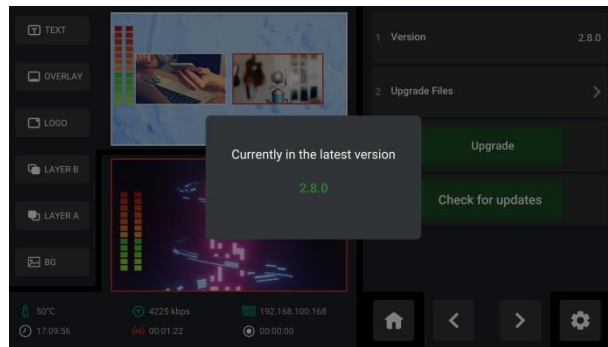 TEXT
OVERLAY
LOGO
LAYER B
LAYER A
BG
50°C
4225 kbps
192.168.100.168
17:09:56
00:01:22
00:00:00
1 Version 2.8.0
2 Upgrade Files
Upgrade
Check for updates
Currently in the latest version
2.8.0